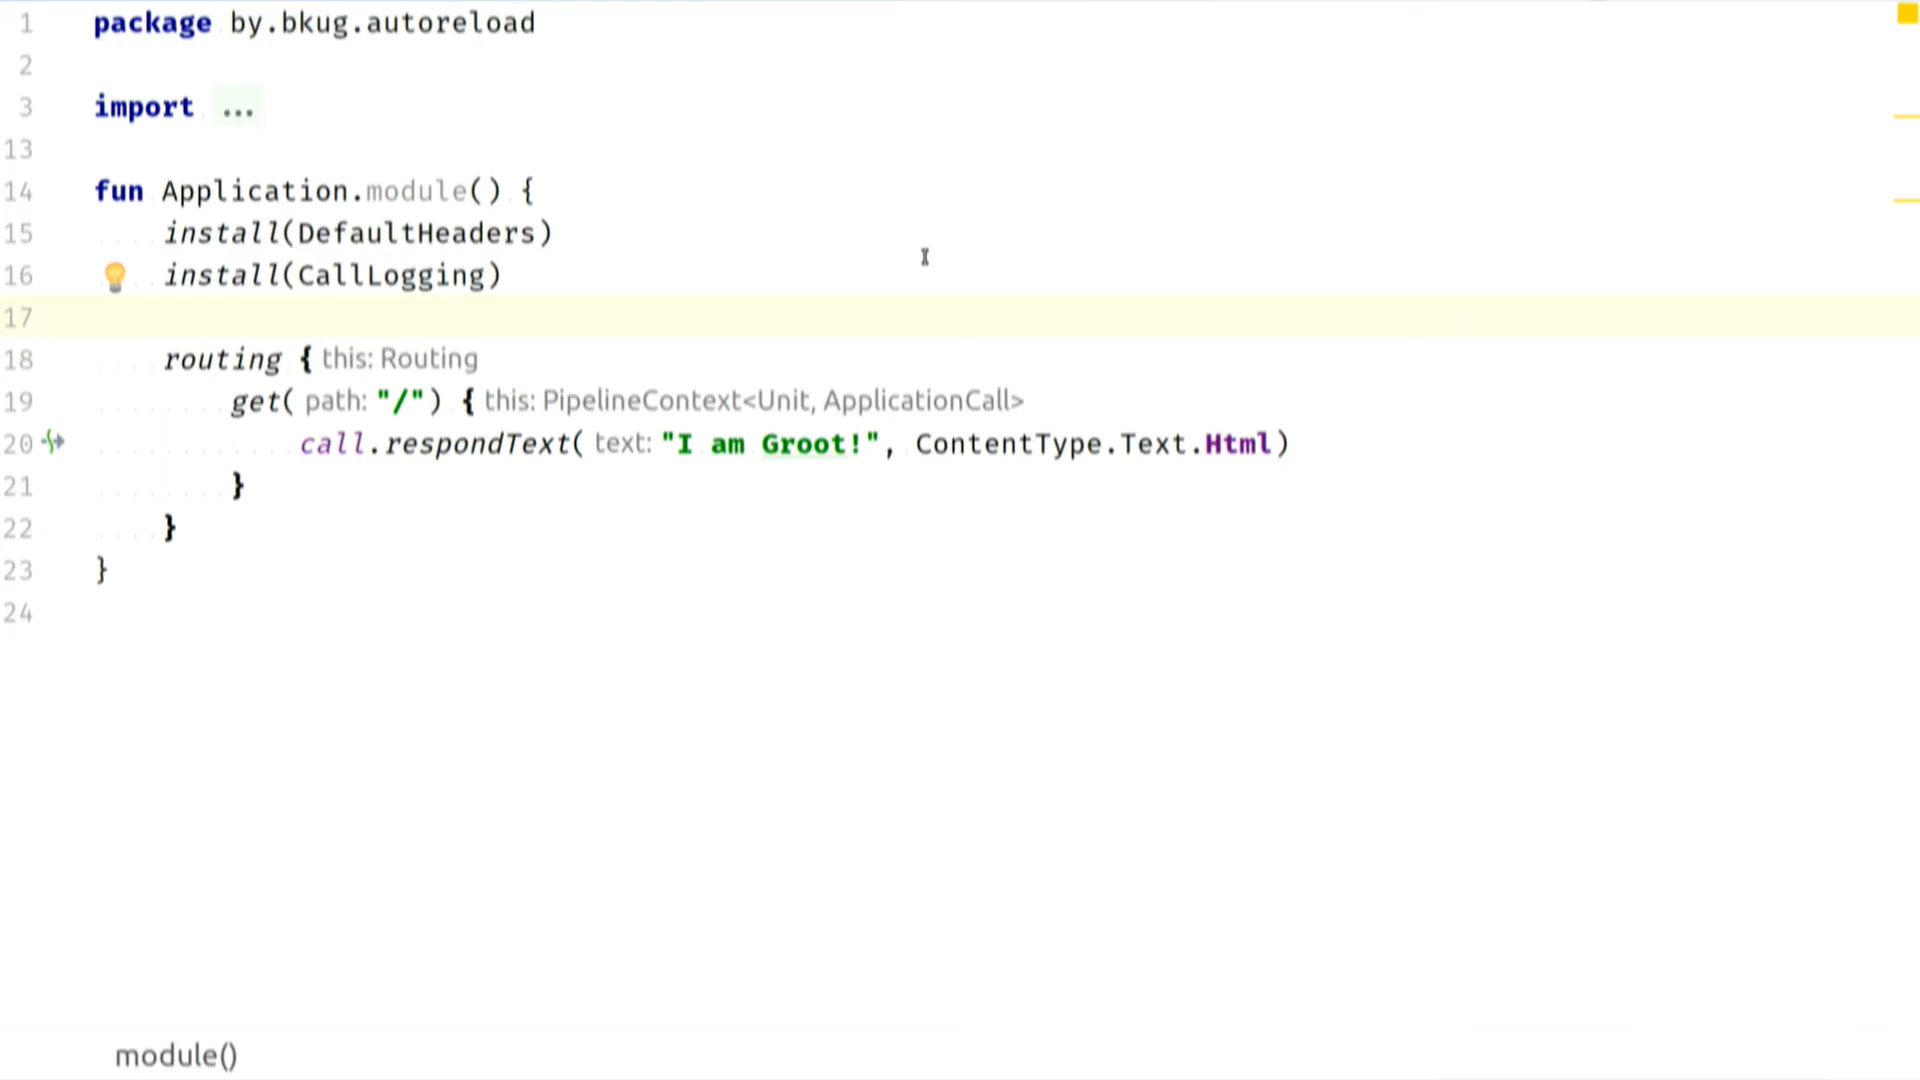 1 package by.bkug.autoreload
2
3 import ...
13
14 fun Application.module() {
15 install(DefaultHeaders)
16 install(CallLogging)
17
18 routing { this: Routing
19 get( path: "/") { this: PipelineContext<Unit, ApplicationCall>
20 call.respondText( text: "I am Groot!", ContentType.Text.Html)
21 }
22 }
23 }
24
module()